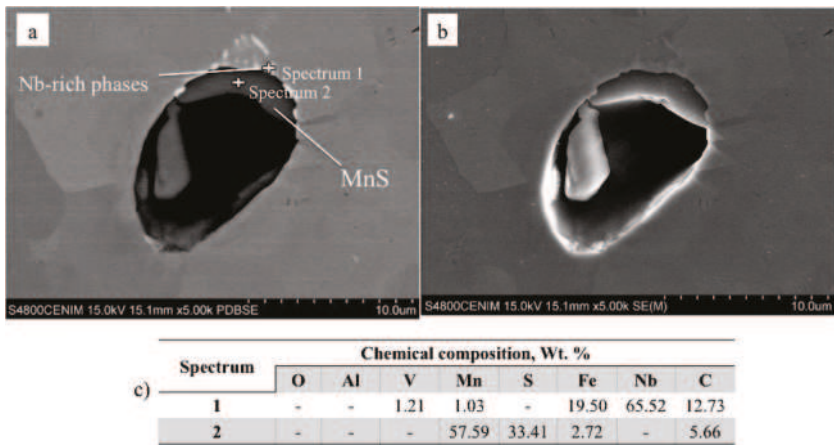 a
b
Spectrum 1
Nb-rich phases
Spectrum 2
MnS
S4800CENIM 15.0kV 15.1mm x5.00k PDBSE 10.0um
S4800CENIM 15.0kV 15.1mm x5.00k SE(M) 10.0um
c)
Spectrum Chemical composition, Wt. %
O Al V Mn S Fe Nb C
1 - - 1.21 1.03 - 19.50 65.52 12.73
2 - - - 57.59 33.41 2.72 - 5.66